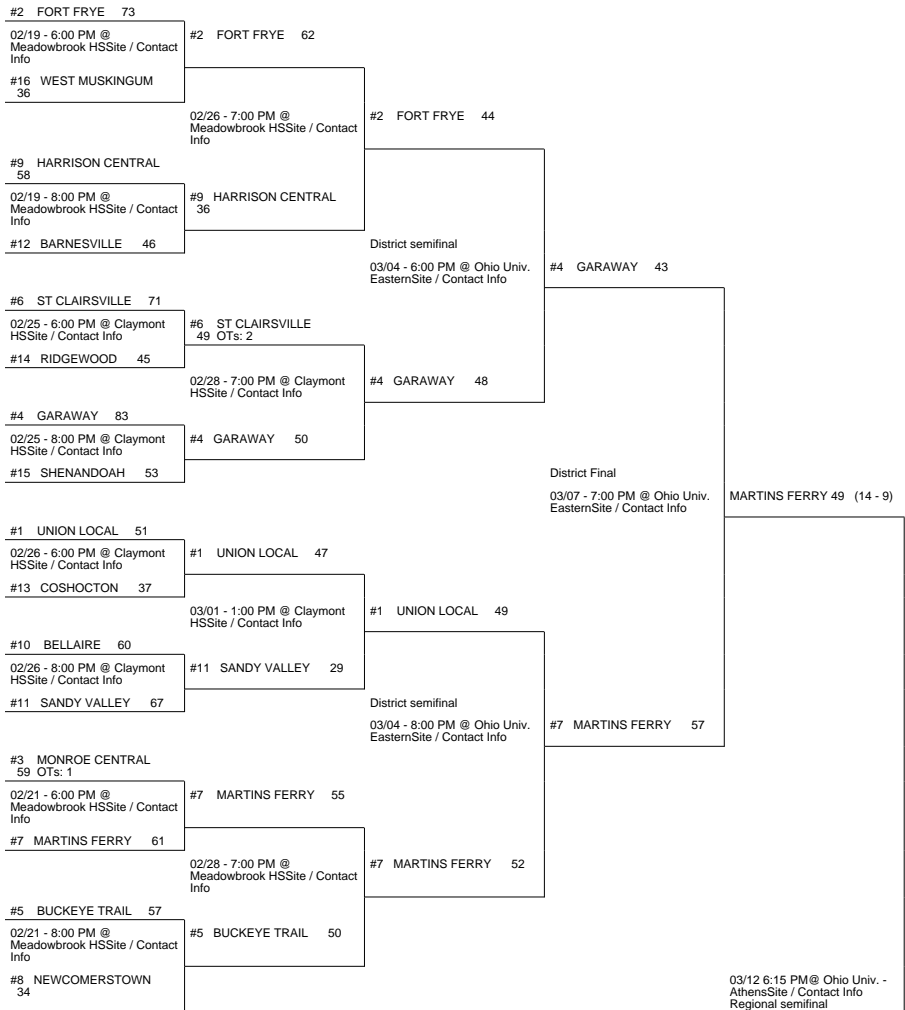 #2 FORT FRYE 73
02/19 - 6:00 PM @
Meadowbrook HSSite / Contact
Info
#16 WEST MUSKINGUM
36
#9 HARRISON CENTRAL
58
02/19 - 8:00 PM @
Meadowbrook HSSite / Contact
Info
#12 BARNESVILLE 46
#6 ST CLAIRSVILLE 71
02/25 - 6:00 PM @ Claymont
HSSite / Contact Info
#14 RIDGEWOOD 45
#4 GARAWAY 83
02/25 - 8:00 PM @ Claymont
HSSite / Contact Info
#15 SHENANDOAH 53
#1 UNION LOCAL 51
02/26 - 6:00 PM @ Claymont
HSSite / Contact Info
#13 COSHOCTON 37
#10 BELLAIRE 60
02/26 - 8:00 PM @ Claymont
HSSite / Contact Info
#11 SANDY VALLEY 67
#3 MONROE CENTRAL
59 OTs: 1
02/21 - 6:00 PM @
Meadowbrook HSSite / Contact
Info
#7 MARTINS FERRY 61
#5 BUCKEYE TRAIL 57
02/21 - 8:00 PM @
Meadowbrook HSSite / Contact
Info
#8 NEWCOMERSTOWN
34
#2 FORT FRYE 62
02/26 - 7:00 PM @
Meadowbrook HSSite / Contact
Info
#9 HARRISON CENTRAL
36
#6 ST CLAIRSVILLE
49 OTs: 2
02/28 - 7:00 PM @ Claymont
HSSite / Contact Info
#4 GARAWAY 50
#1 UNION LOCAL 47
03/01 - 1:00 PM @ Claymont
HSSite / Contact Info
#11 SANDY VALLEY 29
#7 MARTINS FERRY 55
02/28 - 7:00 PM @
Meadowbrook HSSite / Contact
Info
#5 BUCKEYE TRAIL 50
#2 FORT FRYE 44
District semifinal
03/04 - 6:00 PM @ Ohio Univ.
EasternSite / Contact Info
#4 GARAWAY 48
#1 UNION LOCAL 49
District semifinal
03/04 - 8:00 PM @ Ohio Univ.
EasternSite / Contact Info
#7 MARTINS FERRY 52
#4 GARAWAY 43
District Final
03/07 - 7:00 PM @ Ohio Univ.
EasternSite / Contact Info
#7 MARTINS FERRY 57
MARTINS FERRY 49 (14 - 9)
03/12 6:15 PM@ Ohio Univ. -
AthensSite / Contact Info
Regional semifinal